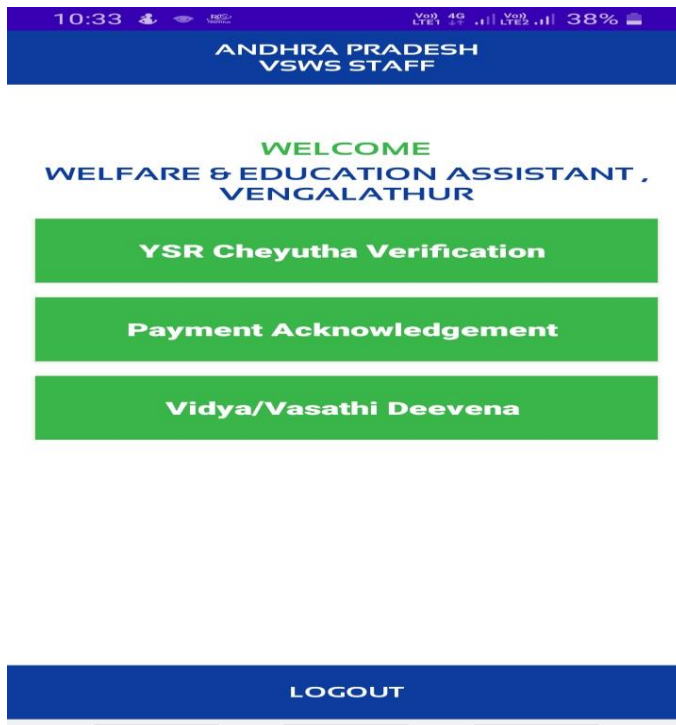 10:33 38%
ANDHRA PRADESH
VSWS STAFF
WELCOME
WELFARE & EDUCATION ASSISTANT ,
VENGALATHUR
YSR Cheyutha Verification
Payment Acknowledgement
Vidya/Vasathi Deevena
LOGOUT